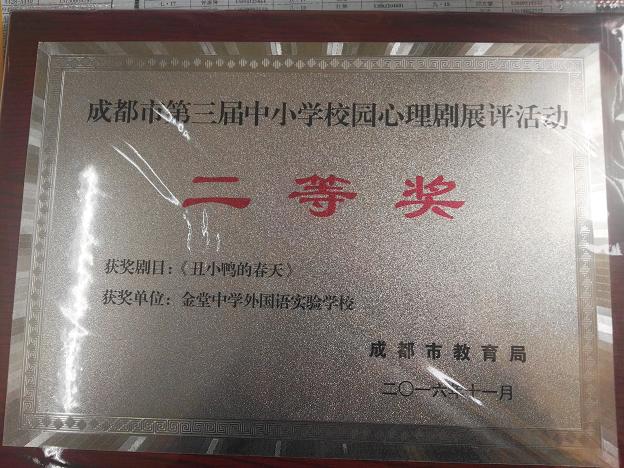 成都市第三届中小学校园心理剧展评活动
二等奖
获奖剧目：《丑小鸭的春天》
获奖单位：金堂中学外国语实验学校
成都市教育局
二〇一六年十一月